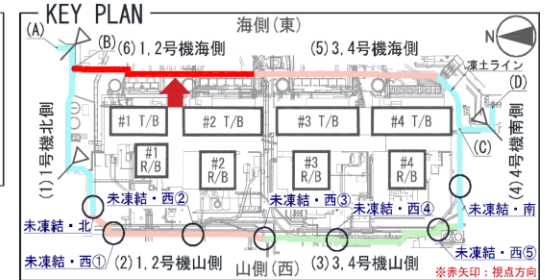 KEY PLAN
海側(東)
N
(A)
(B)
(6)1,2号機海側
(5)3,4号機海側
凍土ライン
(D)
#1 T/B
#2 T/B
#3 T/B
#4 T/B
(C)
(1)1号機北側
(4)4号機南側
#1
R/B
#2
R/B
#3
R/B
#4
R/B
未凍結・西②
未凍結・西③
未凍結・西④
未凍結・南
未凍結・北
未凍結・西①
(2)1,2号機山側
山側(西)
(3)3,4号機山側
未凍結・西⑤
※赤矢印：視点方向